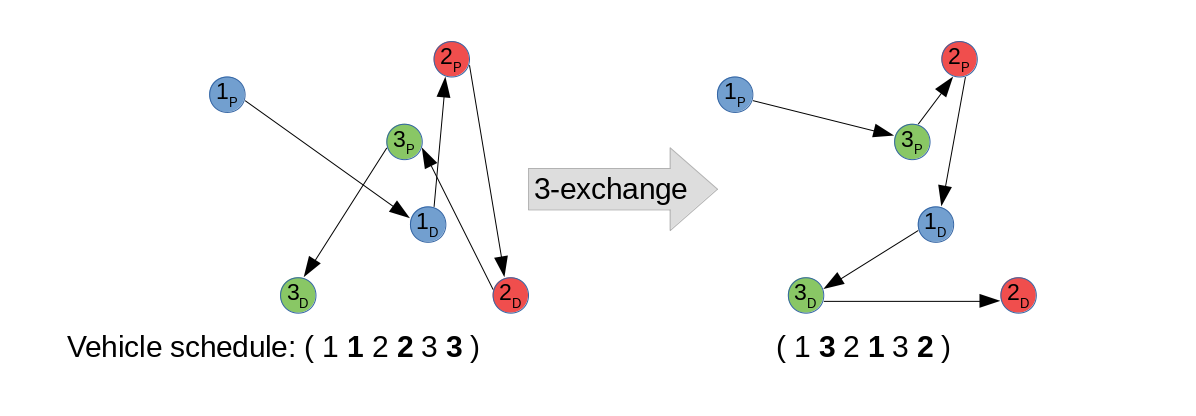 2P
2P
1P
1P
3P
3P
3-exchange
1D
1D
3D
2D
3D
2D
Vehicle schedule: ( 1 1 2 2 3 3 )
( 1 3 2 1 3 2 )